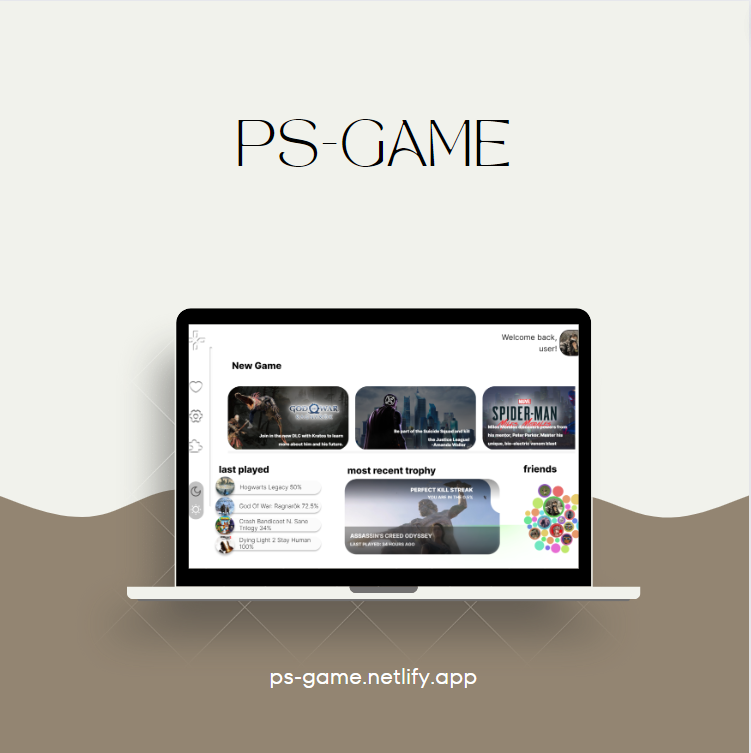 PS-GAME
Welcome back,
user!
New Game
GOD OF WAR
Join in the new DLC with Kratos to learn
more about him and his future.
Be part of the Suicide Squad and kill
the Justice League!
-Amanda Waller
MARVEL
SPIDER-MAN
Miles Morales discovers powers from
his mentor, Peter Parker. Master his
unique, bio-electric venom blast
last played
Hogwarts Legacy 50%
God Of War: Ragnarök 72.5%
Crash Bandicoot N. Sane
Trilogy 34%
Dying Light 2 Stay Human
100%
most recent trophy
PERFECT KILL STREAK
YOU ARE IN THE 0.5%
ASSASSIN'S CREED ODYSSEY
LAST PLAYED: 34 HOURS AGO
friends
ps-game.netlify.app